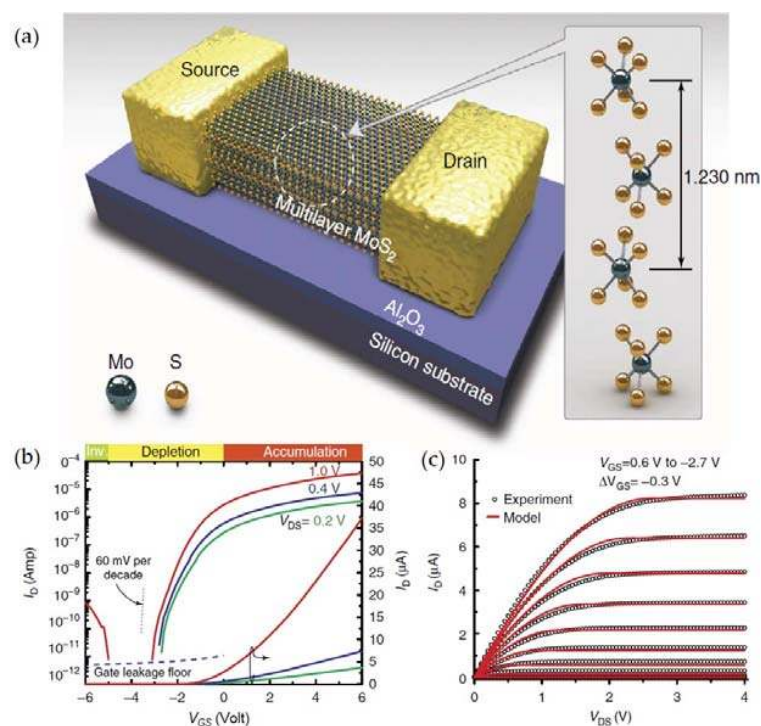 (a)
Source
Drain
Multilayer MoS2
Al2O3
Silicon substrate
1.230 nm
Mo
S
(b)
Inv.
Depletion
Accumulation
10⁻⁴
10⁻⁵
10⁻⁶
10⁻⁷
10⁻⁸
10⁻⁹
10⁻¹⁰
10⁻¹¹
10⁻¹²
ID (Amp)
1.0 V
0.4 V
VDS= 0.2 V
60 mV per
decade
Gate leakage floor
50
45
40
35
30
25
20
15
10
5
0
ID (µA)
−6 −4 −2 0 2 4 6
VGS (Volt)
(c)
VGS=0.6 V to −2.7 V
ΔVGS= −0.3 V
Experiment
Model
10
8
6
4
2
0
ID (µA)
0 1 2 3 4
VDS (V)